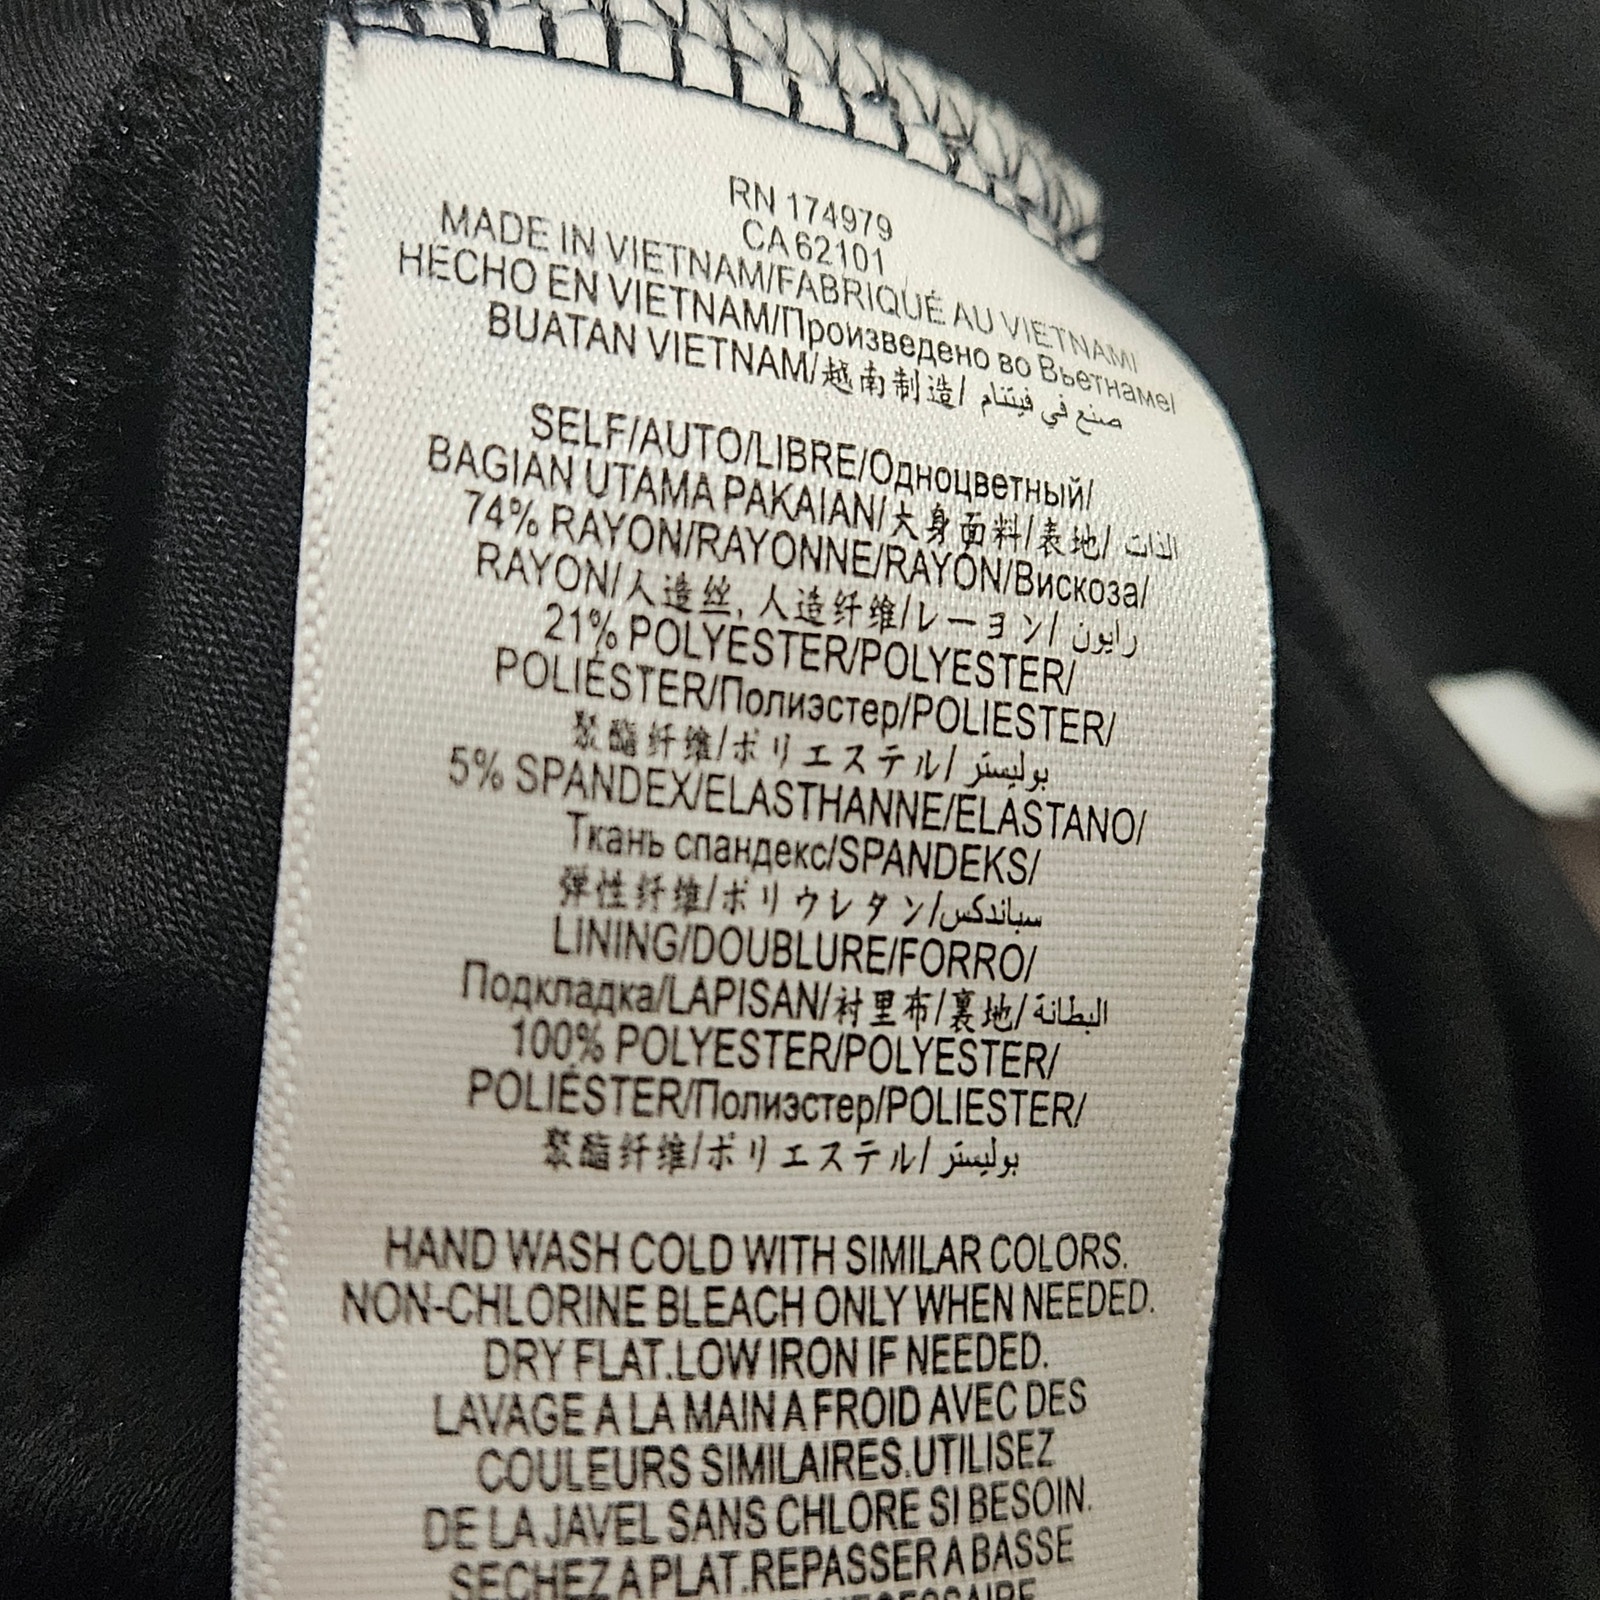 RN 174979
CA 62101
MADE IN VIETNAM/FABRIQUÉ AU VIETNAM/
HECHO EN VIETNAM/Произведено во Вьетнаме/
BUATAN VIETNAM/越南制造/ صنع في فيتنام
SELF/AUTO/LIBRE/Одноцветный/
BAGIAN UTAMA PAKAIAN/大身面料/表地/ الذات
74% RAYON/RAYONNE/RAYÓN/Вискоза/
RAYON/人造丝, 人造纤维/レーヨン/ رايون
21% POLYESTER/POLYESTER/
POLIÉSTER/Полиэстер/POLIESTER/
聚酯纤维/ポリエステル/ بوليستر
5% SPANDEX/ELASTHANNE/ELASTANO/
Ткань спандекс/SPANDEKS/
弹性纤维/ポリウレタン/سباندكس
LINING/DOUBLURE/FORRO/
Подкладка/LAPISAN/衬里布/裏地/ البطانة
100% POLYESTER/POLYESTER/
POLIÉSTER/Полиэстер/POLIESTER/
聚酯纤维/ポリエステル/ بوليستر
HAND WASH COLD WITH SIMILAR COLORS.
NON-CHLORINE BLEACH ONLY WHEN NEEDED.
DRY FLAT.LOW IRON IF NEEDED.
LAVAGE A LA MAIN A FROID AVEC DES
COULEURS SIMILAIRES.UTILISEZ
DE LA JAVEL SANS CHLORE SI BESOIN.
SECHEZ A PLAT.REPASSER A BASSE